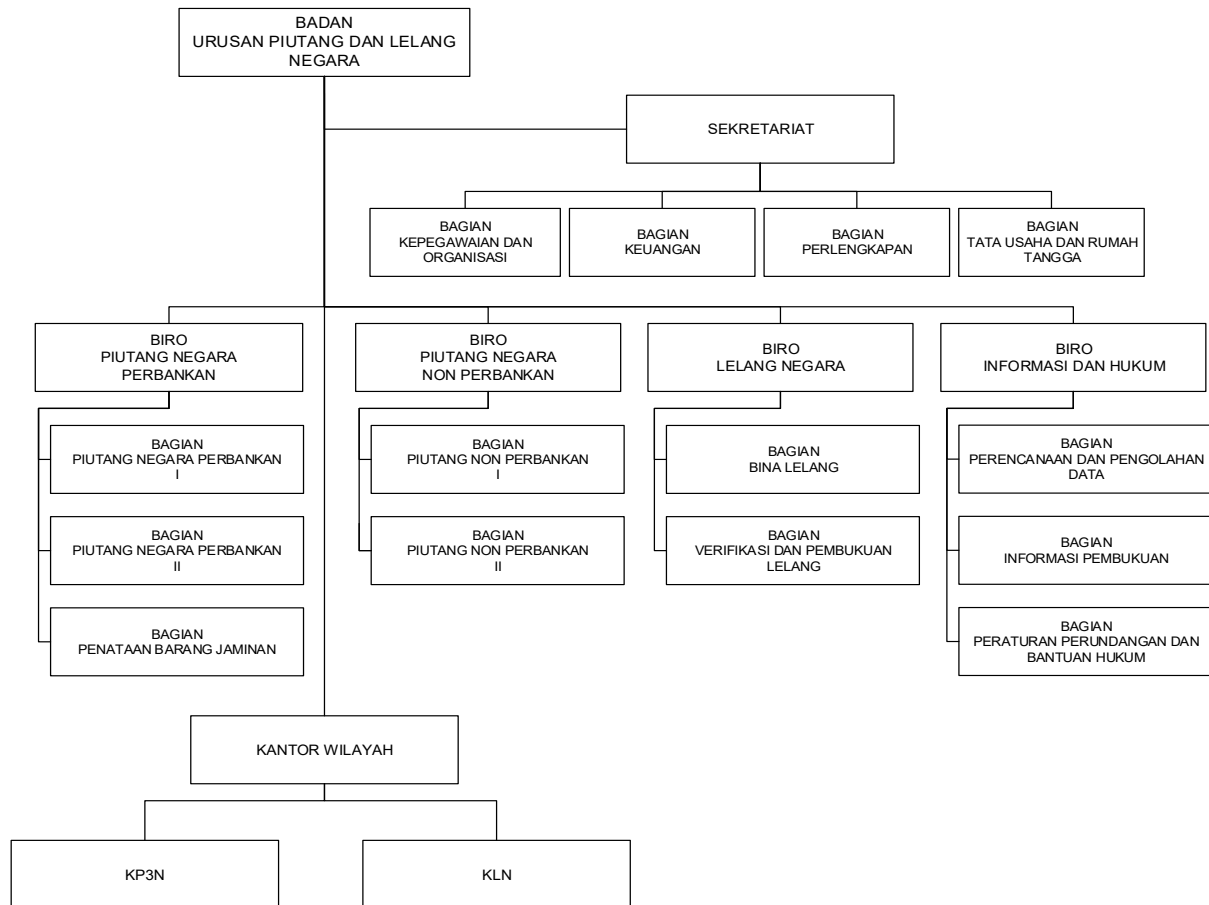 BADAN
URUSAN PIUTANG DAN LELANG
NEGARA
SEKRETARIAT
BAGIAN
KEPEGAWAIAN DAN
ORGANISASI
BAGIAN
KEUANGAN
BAGIAN
PERLENGKAPAN
BAGIAN
TATA USAHA DAN RUMAH
TANGGA
BIRO
PIUTANG NEGARA
PERBANKAN
BIRO
PIUTANG NEGARA
NON PERBANKAN
BIRO
LELANG NEGARA
BIRO
INFORMASI DAN HUKUM
BAGIAN
PIUTANG NEGARA PERBANKAN
I
BAGIAN
PIUTANG NON PERBANKAN
I
BAGIAN
BINA LELANG
BAGIAN
PERENCANAAN DAN PENGOLAHAN
DATA
BAGIAN
PIUTANG NEGARA PERBANKAN
II
BAGIAN
PIUTANG NON PERBANKAN
II
BAGIAN
VERIFIKASI DAN PEMBUKUAN
LELANG
BAGIAN
INFORMASI PEMBUKUAN
BAGIAN
PENATAAN BARANG JAMINAN
BAGIAN
PERATURAN PERUNDANGAN DAN
BANTUAN HUKUM
KANTOR WILAYAH
KP3N
KLN